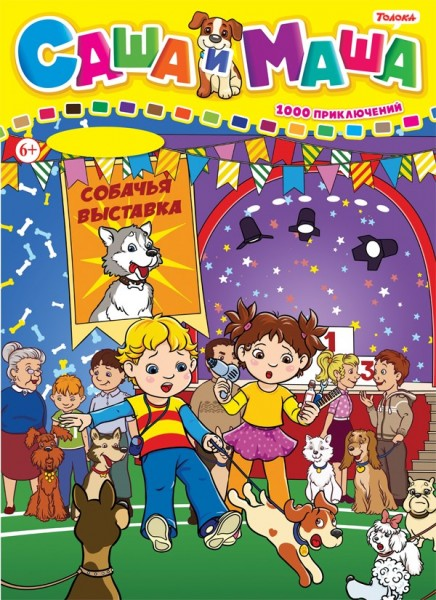 Толока
Саша и Маша
1000 приключений
6+
СОБАЧЬЯ
ВЫСТАВКА
1
3